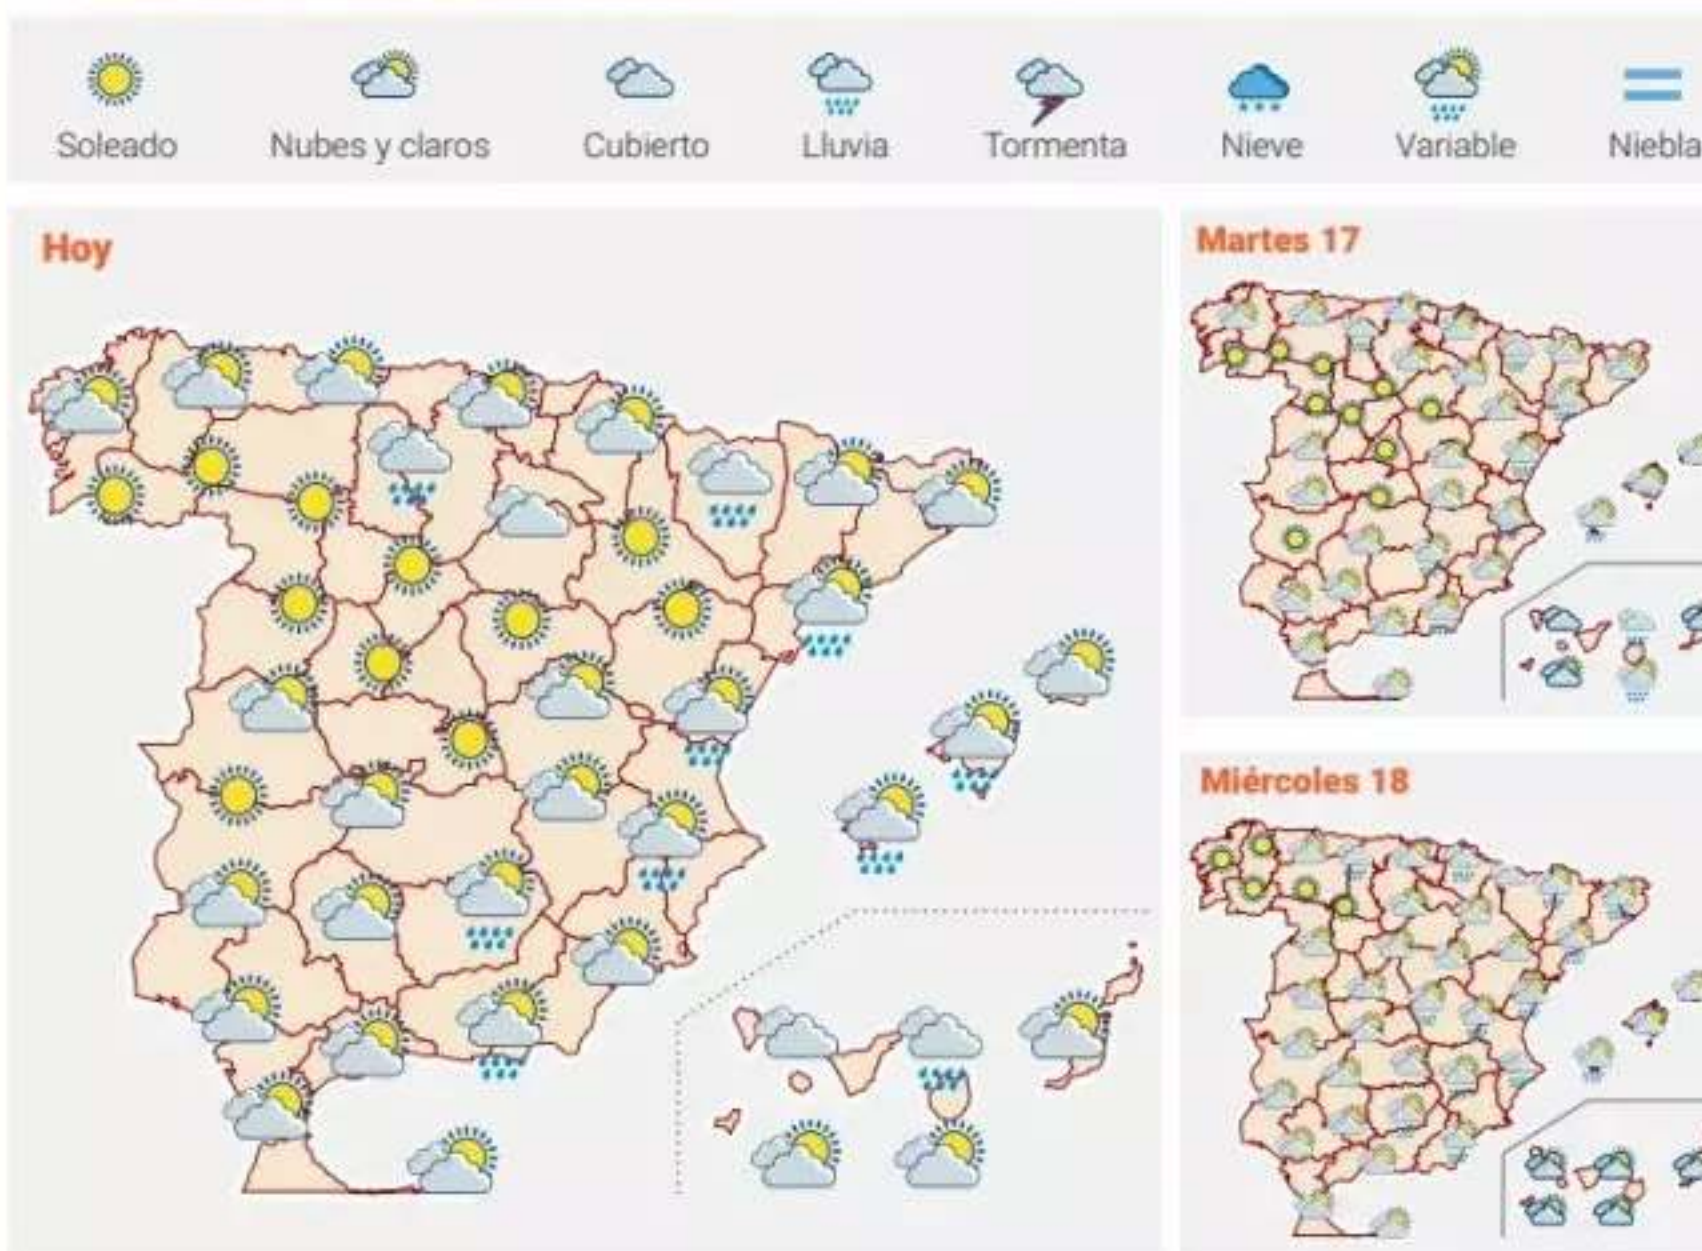 Soleado
Nubes y claros
Cubierto
Lluvia
Tormenta
Nieve
Variable
Niebla
Hoy
Martes 17
Miércoles 18